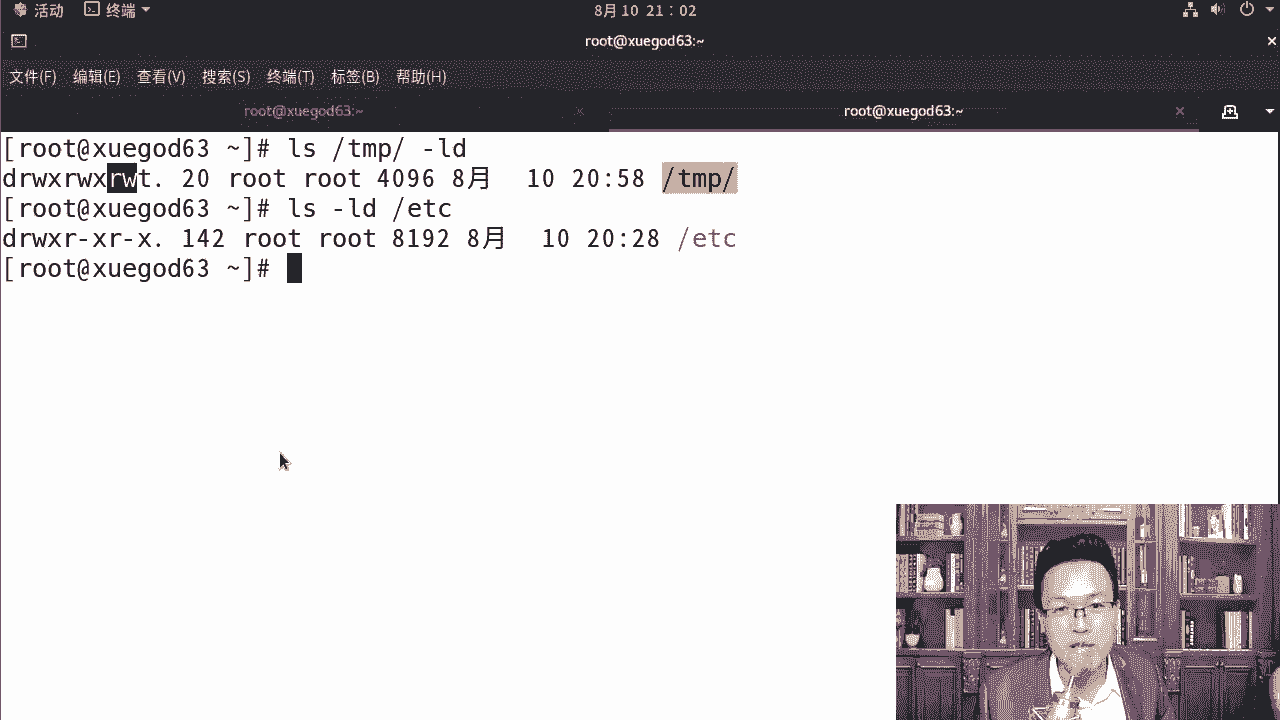 活动 终端 8月 10 21：02
root@xuegod63:~
文件(F) 编辑(E) 查看(V) 搜索(S) 终端(T) 标签(B) 帮助(H)
root@xuegod63:~ root@xuegod63:~
[root@xuegod63 ~]# ls /tmp/ -ld
drwxrwxrwt. 20 root root 4096 8月 10 20:58 /tmp/
[root@xuegod63 ~]# ls -ld /etc
drwxr-xr-x. 142 root root 8192 8月 10 20:28 /etc
[root@xuegod63 ~]#